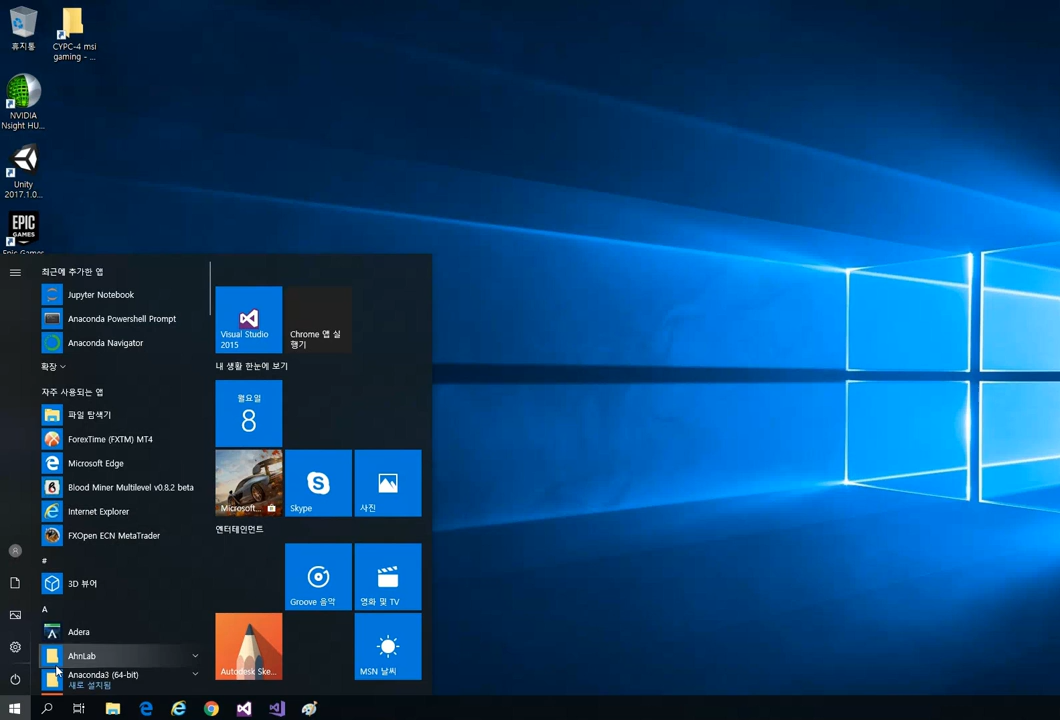 휴지통
CYPC-4 msi
gaming - ...
NVIDIA
Nsight HU...
Unity
2017.1.0...
EPIC
GAMES
Epic Games
최근에 추가한 앱
Jupyter Notebook
Anaconda Powershell Prompt
Anaconda Navigator
확장
자주 사용되는 앱
파일 탐색기
ForexTime (FXTM) MT4
Microsoft Edge
Blood Miner Multilevel v0.8.2 beta
Internet Explorer
FXOpen ECN MetaTrader
#
3D 뷰어
A
Adera
AhnLab
Anaconda3 (64-bit)
새로 설치됨
Visual Studio
2015
Chrome 앱 실
행기
내 생활 한눈에 보기
월요일
8
Microsoft...
Skype
사진
엔터테인먼트
Groove 음악
영화 및 TV
Autodesk Ske...
MSN 날씨